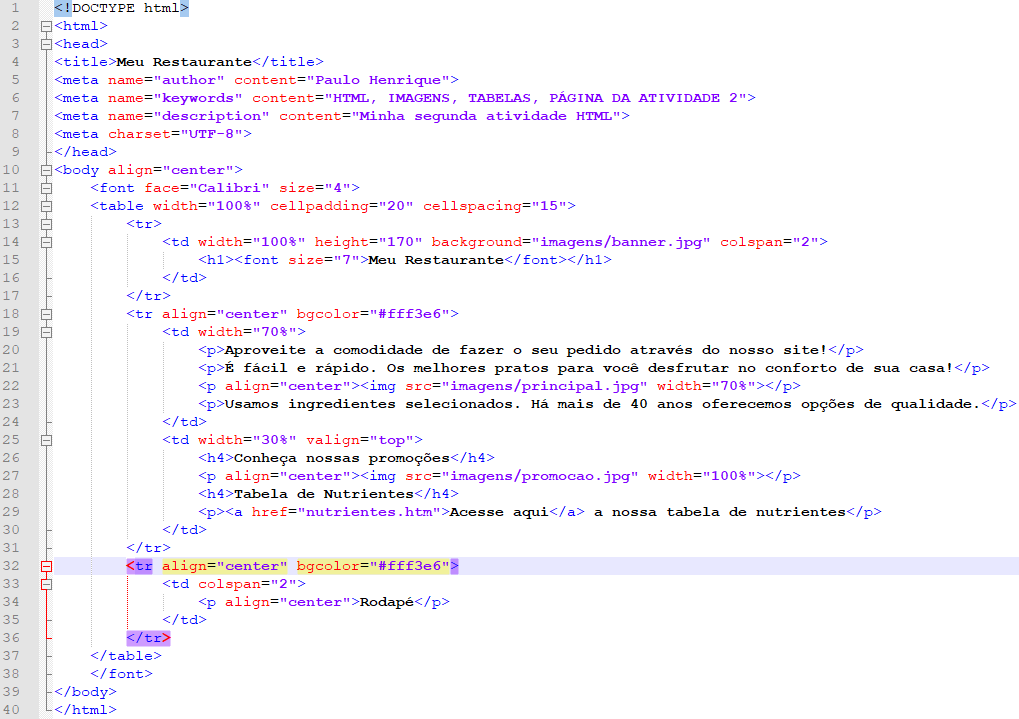 1 <!DOCTYPE html>
2 <html>
3 <head>
4 <title>Meu Restaurante</title>
5 <meta name="author" content="Paulo Henrique">
6 <meta name="keywords" content="HTML, IMAGENS, TABELAS, PÁGINA DA ATIVIDADE 2">
7 <meta name="description" content="Minha segunda atividade HTML">
8 <meta charset="UTF-8">
9 </head>
10 <body align="center">
11 <font face="Calibri" size="4">
12 <table width="100%" cellpadding="20" cellspacing="15">
13 <tr>
14 <td width="100%" height="170" background="imagens/banner.jpg" colspan="2">
15 <h1><font size="7">Meu Restaurante</font></h1>
16 </td>
17 </tr>
18 <tr align="center" bgcolor="#fff3e6">
19 <td width="70%">
20 <p>Aproveite a comodidade de fazer o seu pedido através do nosso site!</p>
21 <p>É fácil e rápido. Os melhores pratos para você desfrutar no conforto de sua casa!</p>
22 <p align="center"><img src="imagens/principal.jpg" width="70%"></p>
23 <p>Usamos ingredientes selecionados. Há mais de 40 anos oferecemos opções de qualidade.</p>
24 </td>
25 <td width="30%" valign="top">
26 <h4>Conheça nossas promoções</h4>
27 <p align="center"><img src="imagens/promocao.jpg" width="100%"></p>
28 <h4>Tabela de Nutrientes</h4>
29 <p><a href="nutrientes.htm">Acesse aqui</a> a nossa tabela de nutrientes</p>
30 </td>
31 </tr>
32 <tr align="center" bgcolor="#fff3e6">
33 <td colspan="2">
34 <p align="center">Rodapé</p>
35 </td>
36 </tr>
37 </table>
38 </font>
39 </body>
40 </html>